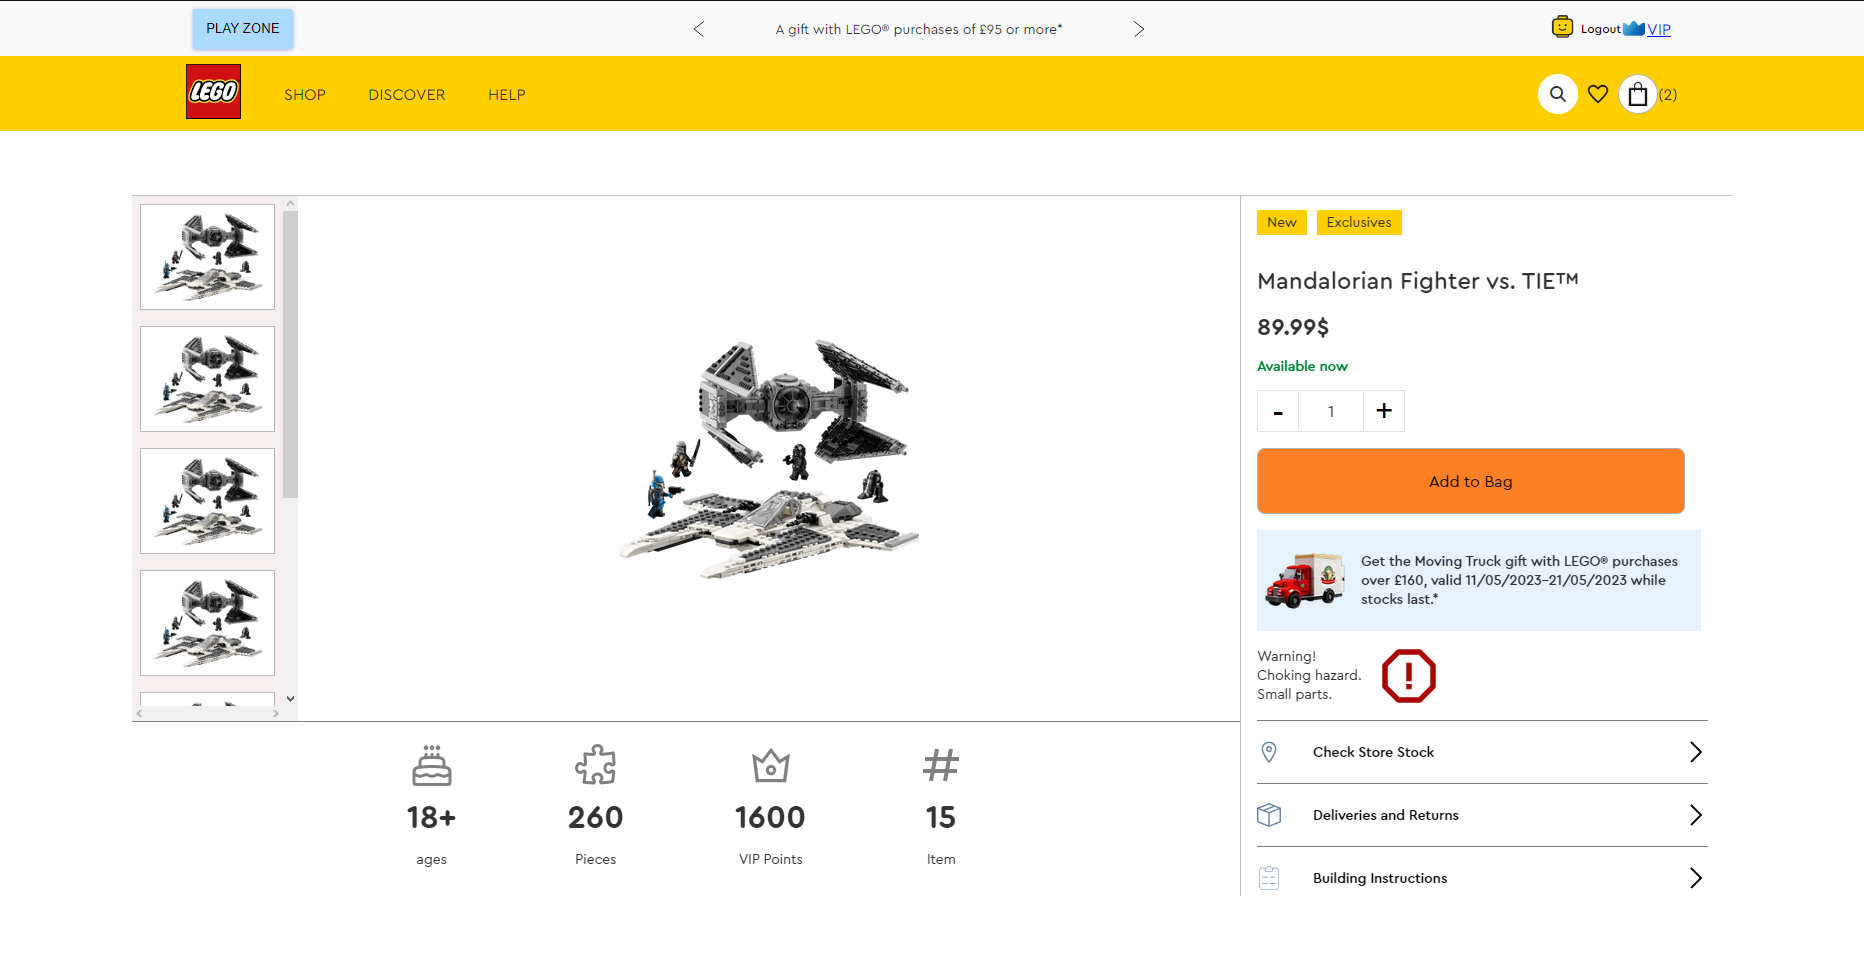 PLAY ZONE
A gift with LEGO® purchases of £95 or more*
Logout VIP
LEGO
SHOP DISCOVER HELP
(2)
New Exclusives
Mandalorian Fighter vs. TIE™
89.99$
Available now
- 1 +
Add to Bag
Get the Moving Truck gift with LEGO® purchases
over £160, valid 11/05/2023-21/05/2023 while
stocks last.*
Warning!
Choking hazard.
Small parts.
Check Store Stock
Deliveries and Returns
Building Instructions
18+ 260 1600 15
ages Pieces VIP Points Item